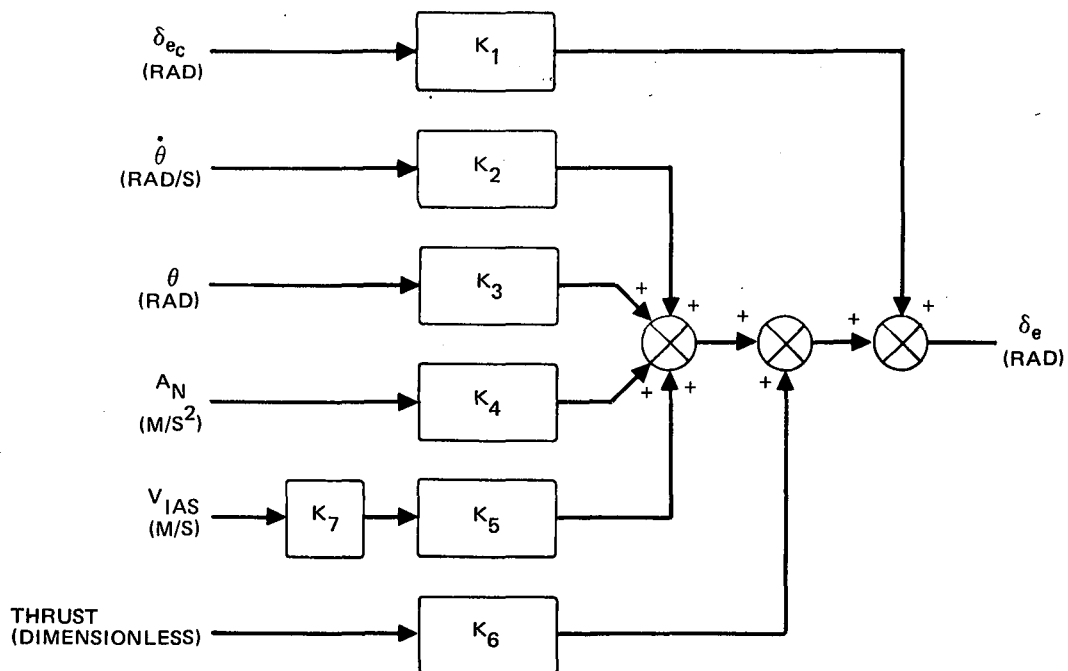 δec
(RAD)
K1
θ̇
(RAD/S)
K2
θ
(RAD)
K3
AN
(M/S²)
K4
VIAS
(M/S)
K7
K5
THRUST
(DIMENSIONLESS)
K6
+
+
+
+
+
+
+
+
δe
(RAD)